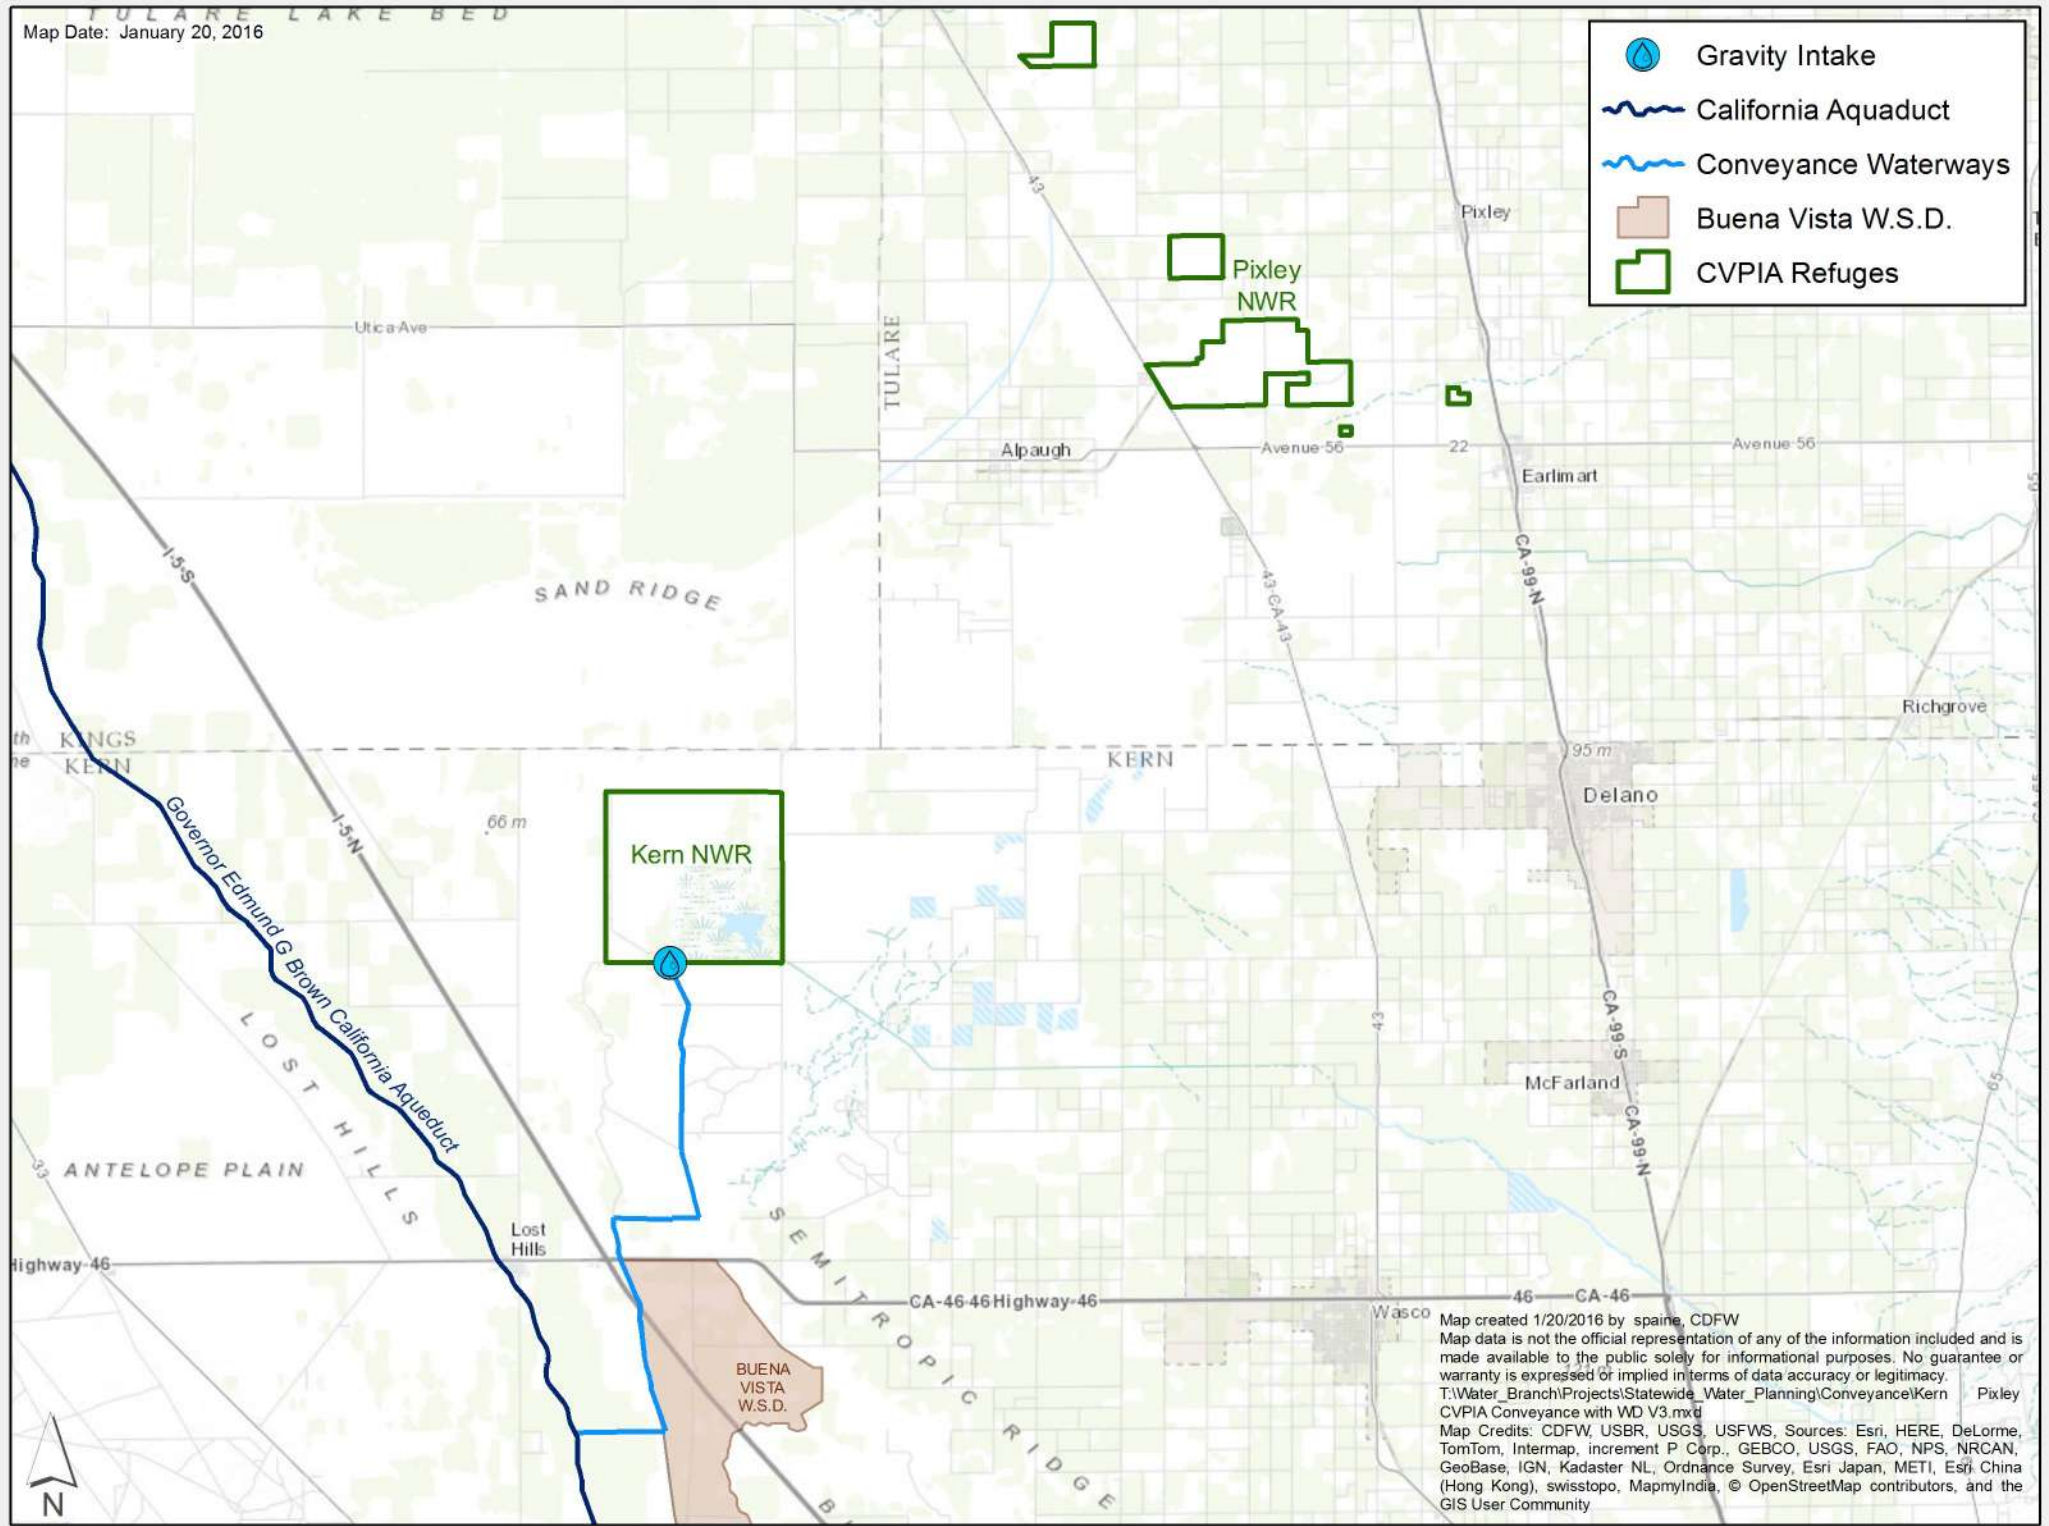 TULARE LAKE BED
Map Date: January 20, 2016
Gravity Intake
California Aquaduct
Conveyance Waterways
Buena Vista W.S.D.
CVPIA Refuges
43
Pixley
Pixley
NWR
Utica Ave
TULARE
Alpaugh
Avenue 56
22
Avenue 56
Earlimart
65
I-5-S
SAND RIDGE
43-CA-43
CA-99-N
Richgrove
th
KINGS
ne
KERN
KERN
95 m
Delano
Governor Edmund G Brown California Aqueduct
I-5-N
66 m
Kern NWR
CA-65
LOST HILLS
43
CA-99-S
McFarland
65
CA-99-N
33
ANTELOPE PLAIN
Lost
Hills
Highway-46
SEMITROPIC RIDGE
CA-46 46 Highway-46
46
CA-46
Wasco
BUENA
VISTA
W.S.D.
121 m
Map created 1/20/2016 by spaine, CDFW
Map data is not the official representation of any of the information included and is
made available to the public solely for informational purposes. No guarantee or
warranty is expressed or implied in terms of data accuracy or legitimacy.
T:\Water_Branch\Projects\Statewide_Water_Planning\Conveyance\Kern Pixley
CVPIA Conveyance with WD V3.mxd
Map Credits: CDFW, USBR, USGS, USFWS, Sources: Esri, HERE, DeLorme,
TomTom, Intermap, increment P Corp., GEBCO, USGS, FAO, NPS, NRCAN,
GeoBase, IGN, Kadaster NL, Ordnance Survey, Esri Japan, METI, Esri China
(Hong Kong), swisstopo, MapmyIndia, © OpenStreetMap contributors, and the
GIS User Community
N